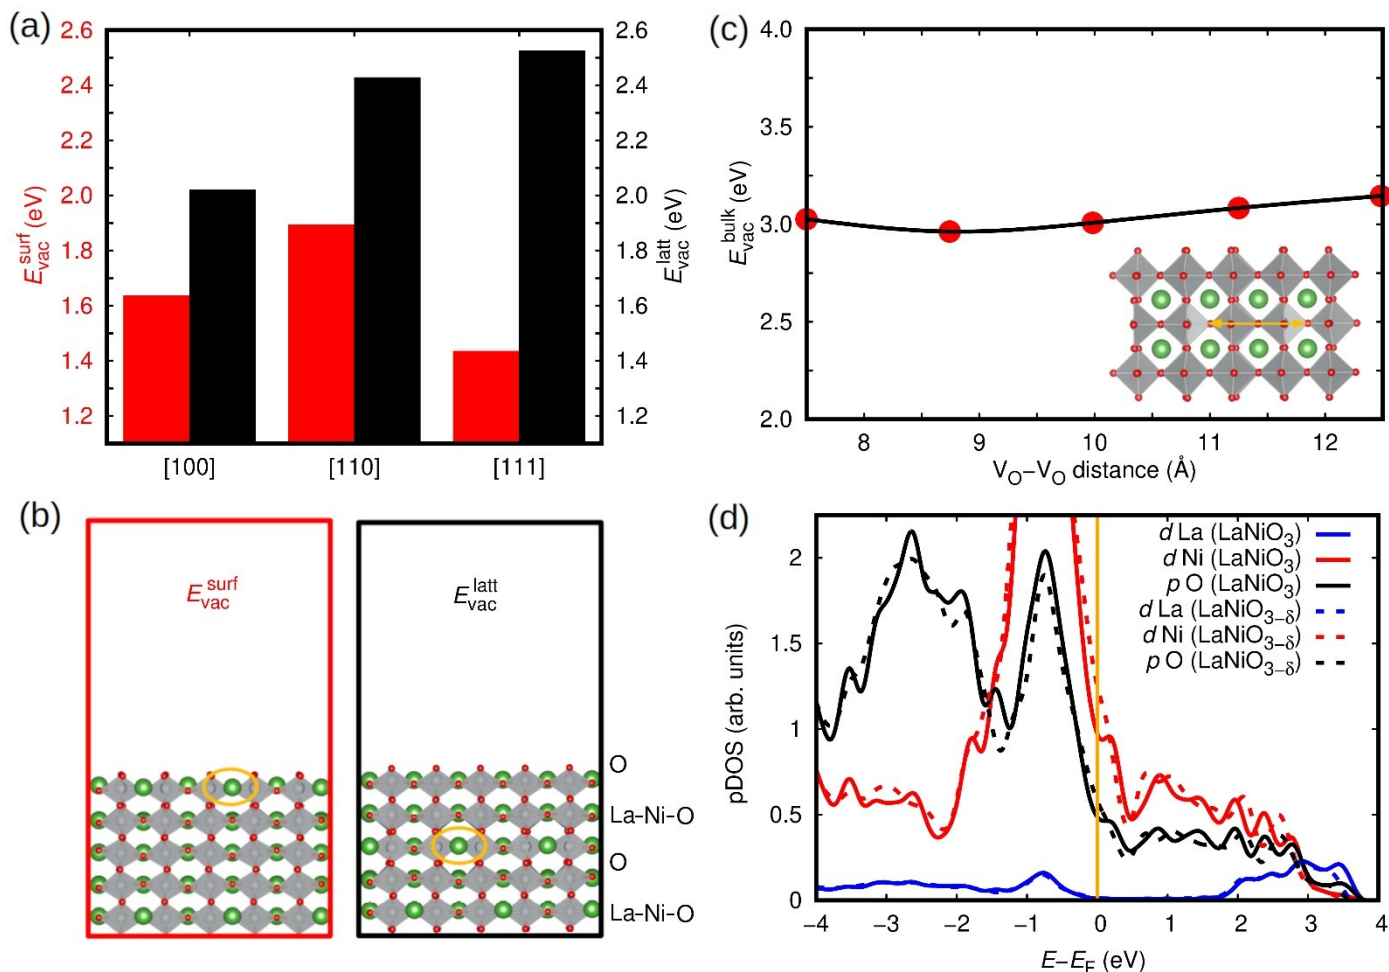 (a)
2.6
2.4
2.2
2.0
1.8
1.6
1.4
1.2
E_vac^surf (eV)
2.6
2.4
2.2
2.0
1.8
1.6
1.4
1.2
E_vac^latt (eV)
[100] [110] [111]
(c)
4.0
3.5
3.0
2.5
2.0
E_vac^bulk (eV)
8 9 10 11 12
V_O−V_O distance (Å)
(b)
E_vac^surf
E_vac^latt
O
La-Ni-O
O
La-Ni-O
(d)
2
1.5
1
0.5
0
pDOS (arb. units)
d La (LaNiO₃)
d Ni (LaNiO₃)
p O (LaNiO₃)
d La (LaNiO₃₋δ)
d Ni (LaNiO₃₋δ)
p O (LaNiO₃₋δ)
−4 −3 −2 −1 0 1 2 3 4
E−E_F (eV)